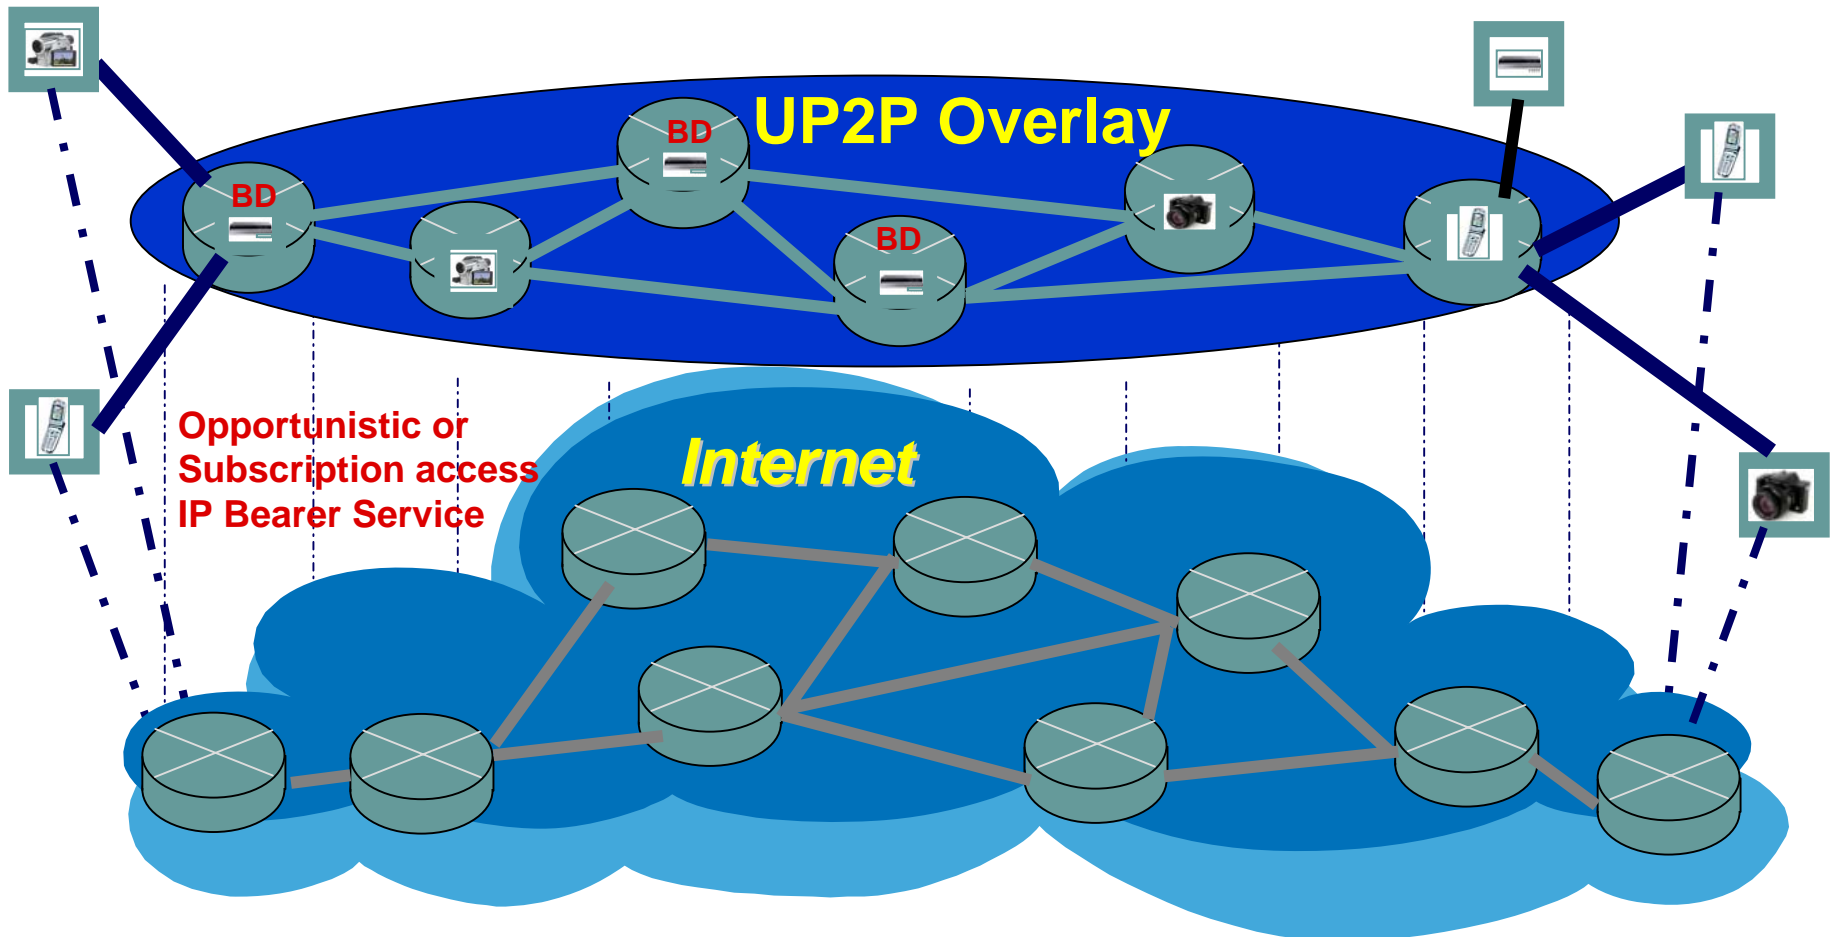 UP2P Overlay
BD
BD
BD
Opportunistic or
Subscription access
IP Bearer Service
Internet